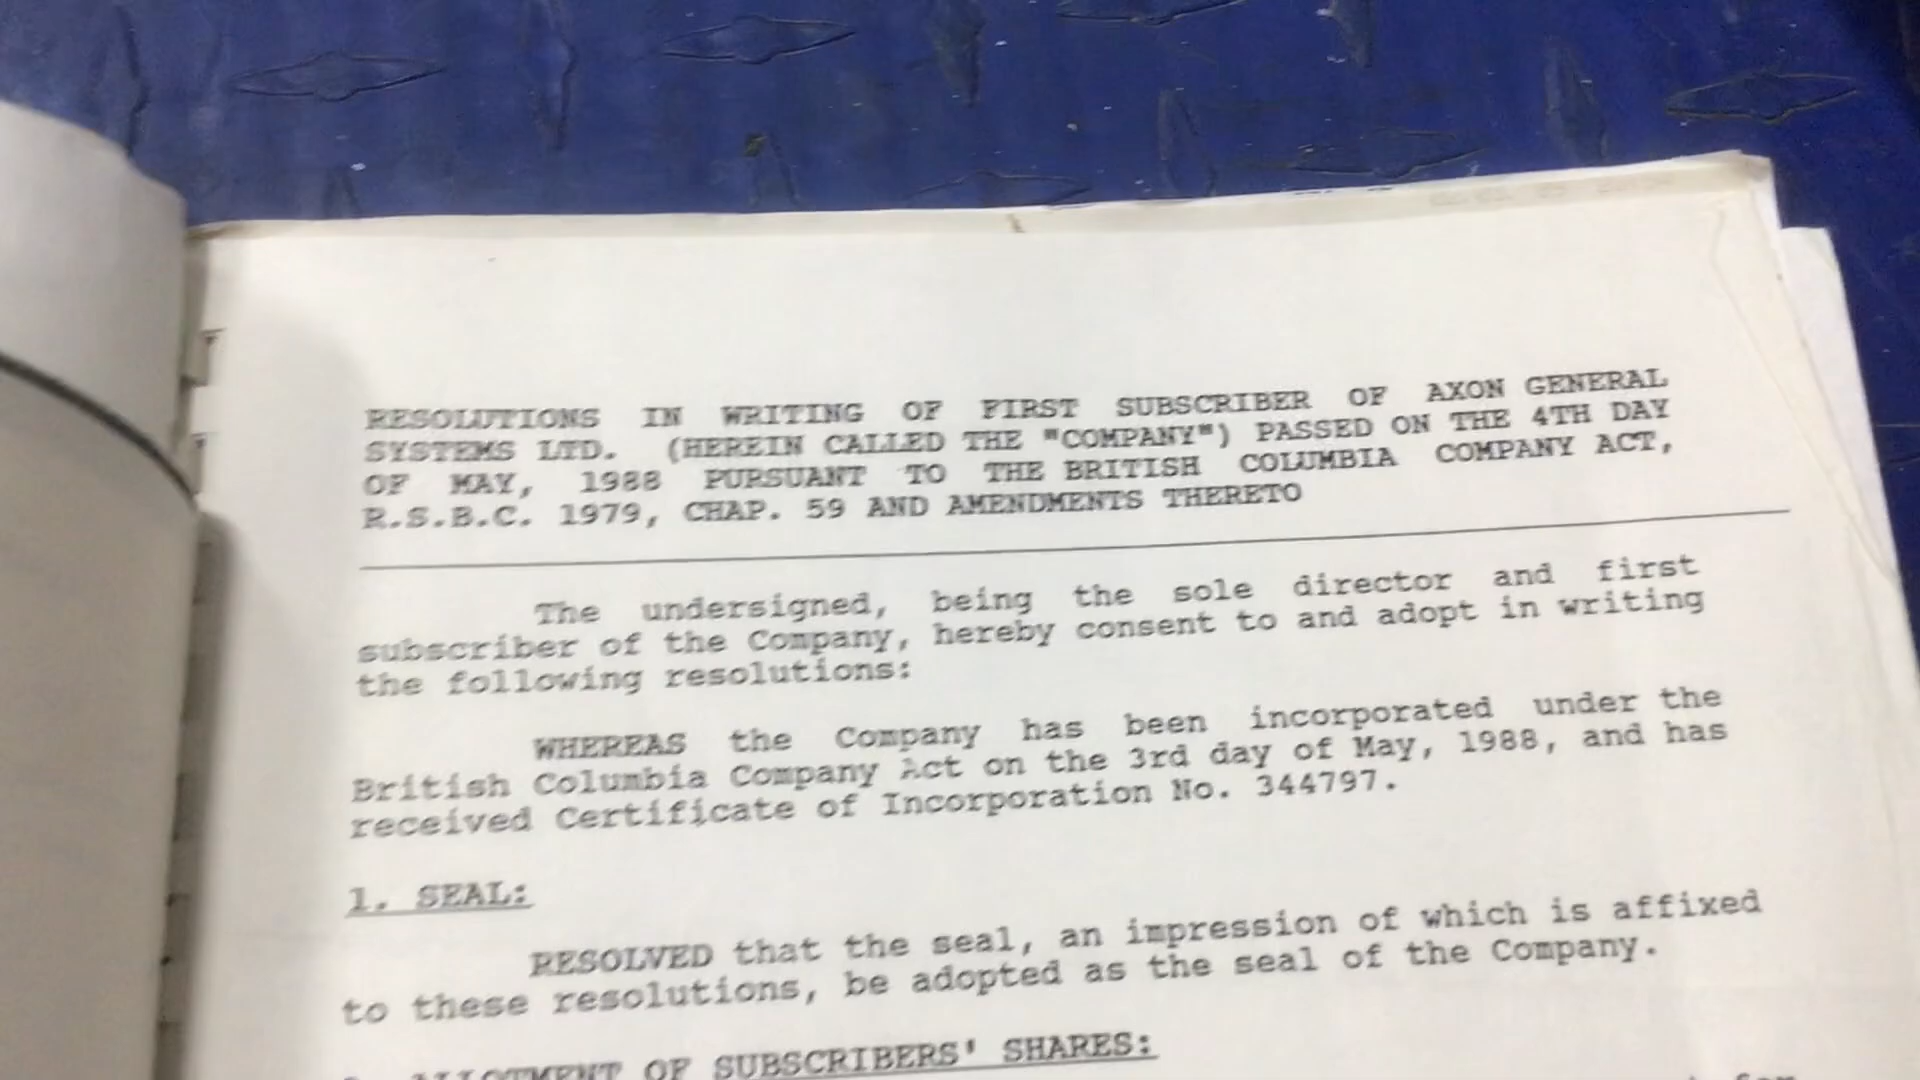 RESOLUTIONS IN WRITING OF FIRST SUBSCRIBER OF AXON GENERAL
SYSTEMS LTD. (HEREIN CALLED THE "COMPANY") PASSED ON THE 4TH DAY
OF MAY, 1988 PURSUANT TO THE BRITISH COLUMBIA COMPANY ACT,
R.S.B.C. 1979, CHAP. 59 AND AMENDMENTS THERETO
The undersigned, being the sole director and first
subscriber of the Company, hereby consent to and adopt in writing
the following resolutions:
WHEREAS the Company has been incorporated under the
British Columbia Company Act on the 3rd day of May, 1988, and has
received Certificate of Incorporation No. 344797.
1. SEAL:
RESOLVED that the seal, an impression of which is affixed
to these resolutions, be adopted as the seal of the Company.
ALLOTMENT OF SUBSCRIBERS' SHARES: